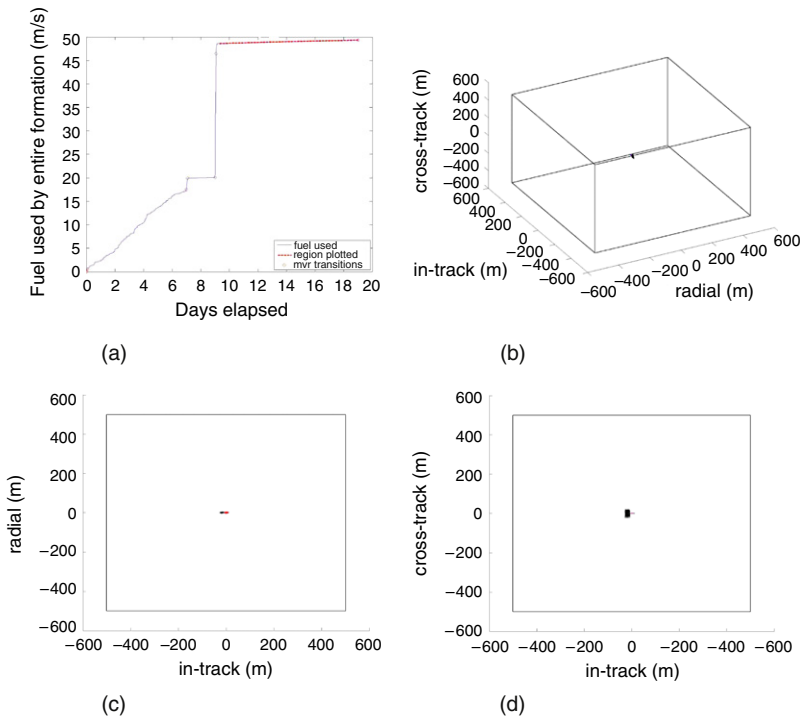 Fuel used by entire formation (m/s)
50
45
40
35
30
25
20
15
10
5
0
0 2 4 6 8 10 12 14 16 18 20
Days elapsed
fuel used
region plotted
mvr transitions
(a)
cross-track (m)
600
400
200
0
−200
−400
−600
600
400
200
0
−200
−400
−600
in-track (m)
−600
−400
−200
0
200
400
600
radial (m)
(b)
radial (m)
600
400
200
0
−200
−400
−600
−600 −400 −200 0 200 400 600
in-track (m)
(c)
cross-track (m)
600
400
200
0
−200
−400
−600
−600 −400 −200 0 −200 −400 −600
in-track (m)
(d)